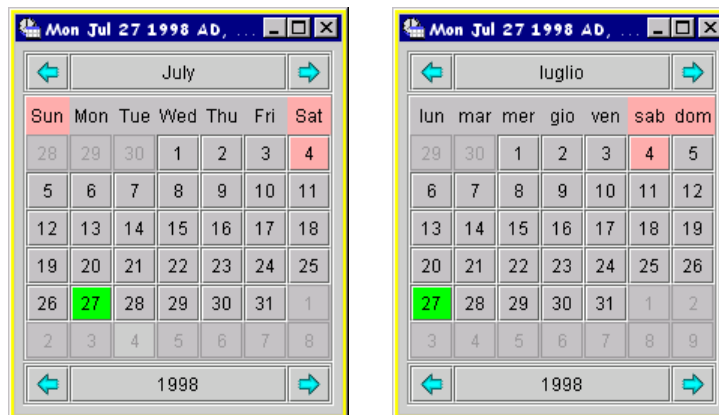 Mon Jul 27 1998 AD, ...
July
Sun Mon Tue Wed Thu Fri Sat
28 29 30 1 2 3 4
5 6 7 8 9 10 11
12 13 14 15 16 17 18
19 20 21 22 23 24 25
26 27 28 29 30 31 1
2 3 4 5 6 7 8
1998
Mon Jul 27 1998 AD, ...
luglio
lun mar mer gio ven sab dom
29 30 1 2 3 4 5
6 7 8 9 10 11 12
13 14 15 16 17 18 19
20 21 22 23 24 25 26
27 28 29 30 31 1 2
3 4 5 6 7 8 9
1998